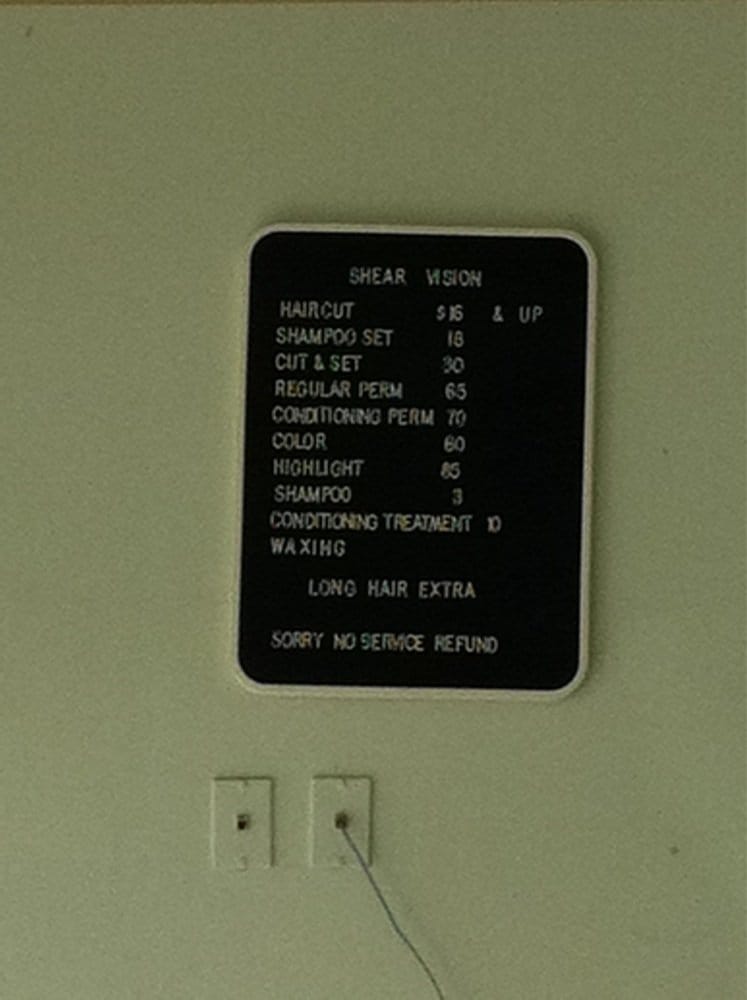 SHEAR VISION
HAIRCUT $16 & UP
SHAMPOO SET 18
CUT & SET 30
REGULAR PERM 65
CONDITIONING PERM 70
COLOR 60
HIGHLIGHT 85
SHAMPOO 3
CONDITIONING TREATMENT 10
WAXING
LONG HAIR EXTRA
SORRY NO SERVICE REFUND